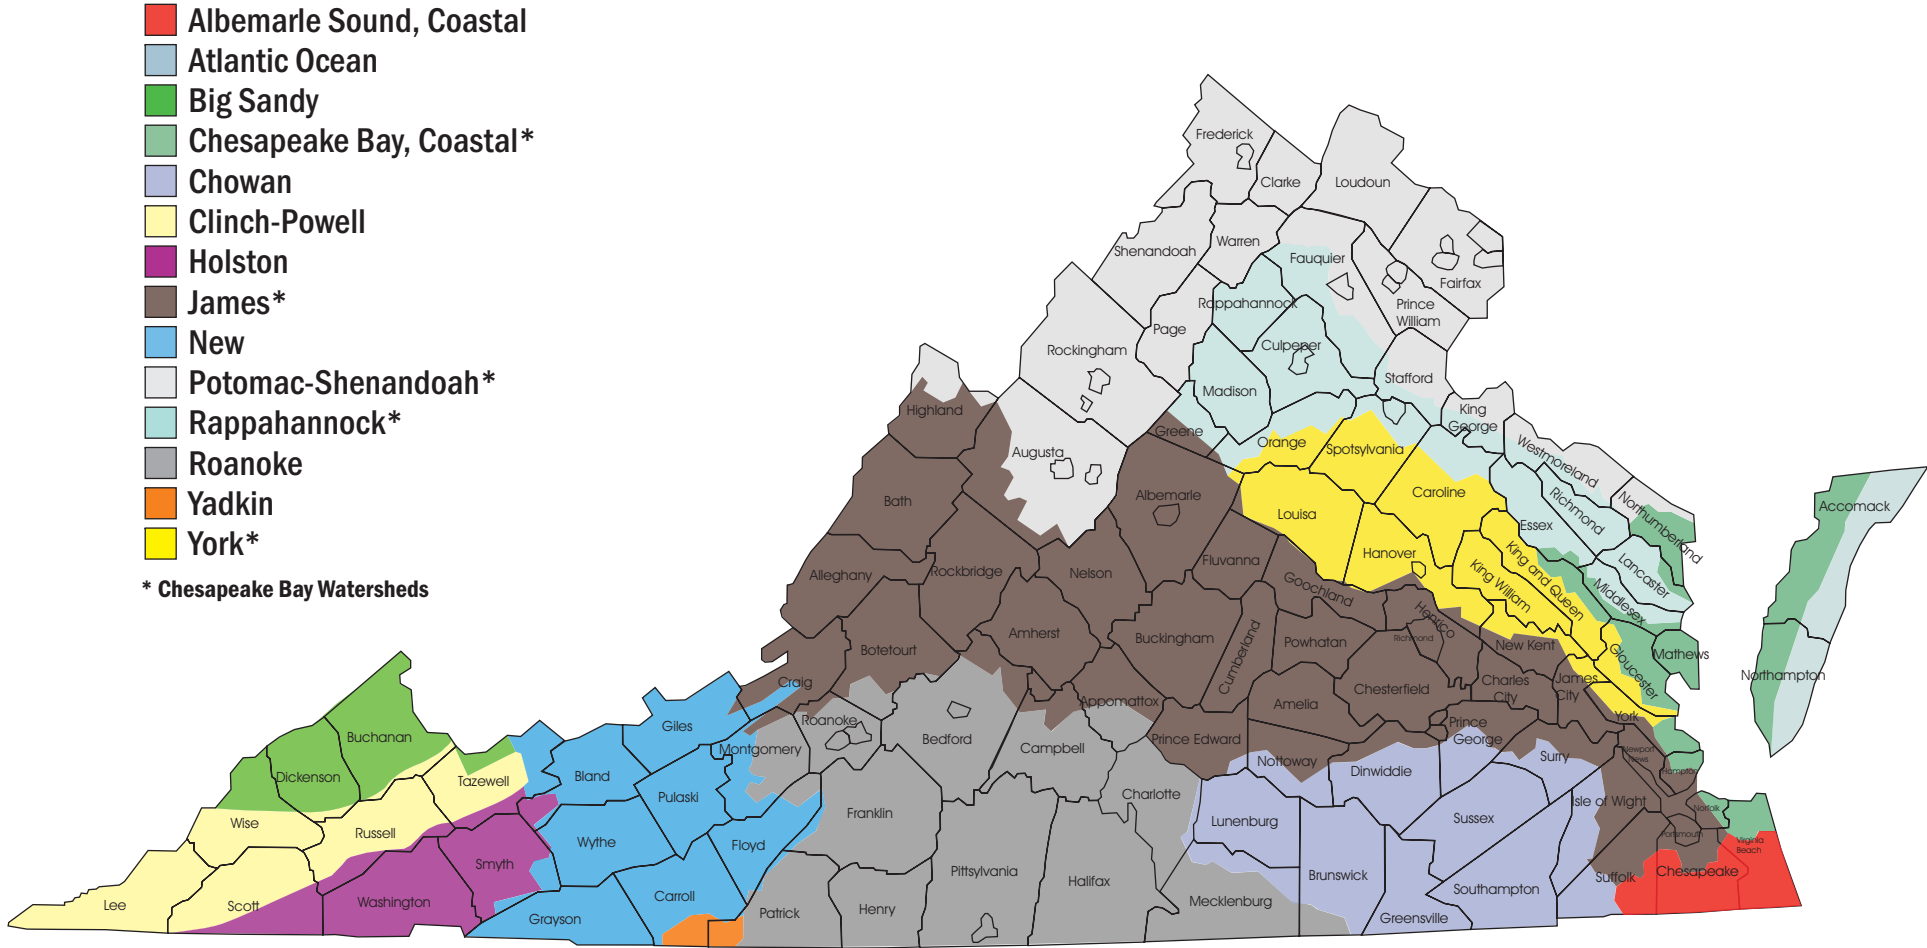 Albemarle Sound, Coastal
Atlantic Ocean
Big Sandy
Chesapeake Bay, Coastal*
Chowan
Clinch-Powell
Holston
James*
New
Potomac-Shenandoah*
Rappahannock*
Roanoke
Yadkin
York*
* Chesapeake Bay Watersheds
Frederick
Clarke
Loudoun
Shenandoah
Warren
Fauquier
Fairfax
Rappahannock
Prince
William
Page
Rockingham
Culpeper
Stafford
Madison
Highland
King
George
Greene
Orange
Spotsylvania
Westmoreland
Augusta
Bath
Albemarle
Caroline
Richmond
Northumberland
Accomack
Louisa
Essex
Hanover
Fluvanna
Alleghany
Rockbridge
Nelson
Goochland
King and Queen
King William
Lancaster
Middlesex
Henrico
Richmond
Amherst
Buckingham
Cumberland
Powhatan
New Kent
Botetourt
Mathews
Gloucester
Northampton
Craig
Chesterfield
Charles
City
James
City
Appomattox
Amelia
York
Roanoke
Giles
Prince
George
Buchanan
Bedford
Campbell
Prince Edward
Montgomery
Newport
News
Surry
Nottoway
Dinwiddie
Hampton
Dickenson
Tazewell
Bland
Pulaski
Charlotte
Isle of Wight
Norfolk
Franklin
Wise
Russell
Lunenburg
Sussex
Portsmouth
Wythe
Floyd
Virginia
Beach
Smyth
Pittsylvania
Halifax
Brunswick
Suffolk
Chesapeake
Southampton
Carroll
Lee
Scott
Washington
Mecklenburg
Patrick
Henry
Grayson
Greensville